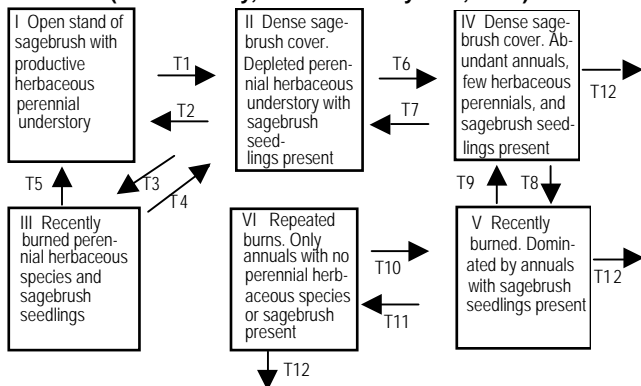 I Open stand of
sagebrush with
productive
herbaceous
perennial
understory
T1
T2
II Dense sage-
brush cover.
Depleted peren-
nial herbaceous
understory with
sagebrush
seed-
lings present
T6
T7
IV Dense sage-
brush cover. Ab-
undant annuals,
few herbaceous
perennials, and
sagebrush seed-
lings present
T12
T5
T3
T4
T9
T8
III Recently
burned peren-
nial herbaceous
species and
sagebrush
seedlings
VI Repeated
burns. Only
annuals with no
perennial herb-
aceous species
or sagebrush
present
T10
T11
V Recently
burned. Domin-
ated by annuals
with sagebrush
seedlings present
T12
T12